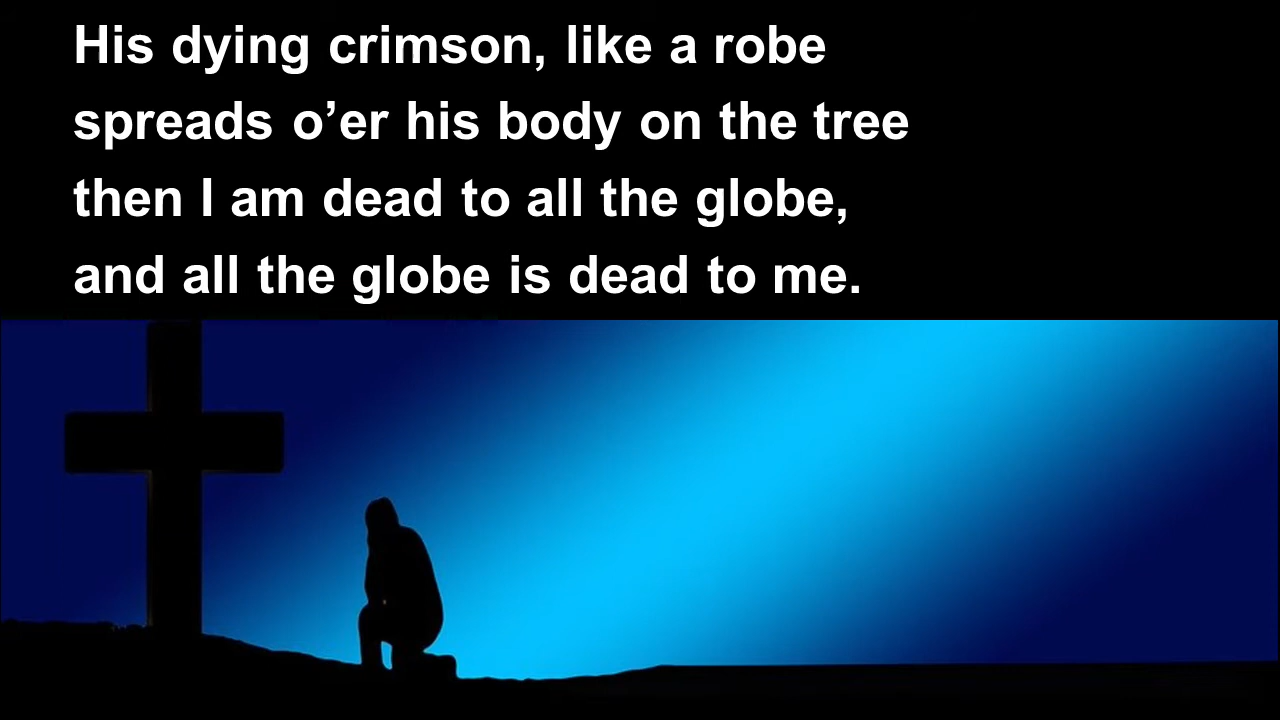 His dying crimson, like a robe
spreads o’er his body on the tree
then I am dead to all the globe,
and all the globe is dead to me.